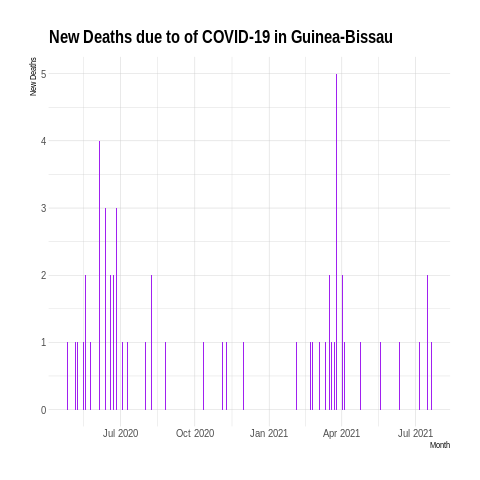 New Deaths due to of COVID-19 in Guinea-Bissau
New Deaths
5
4
3
2
1
0
Jul 2020 Oct 2020 Jan 2021 Apr 2021 Jul 2021
Month